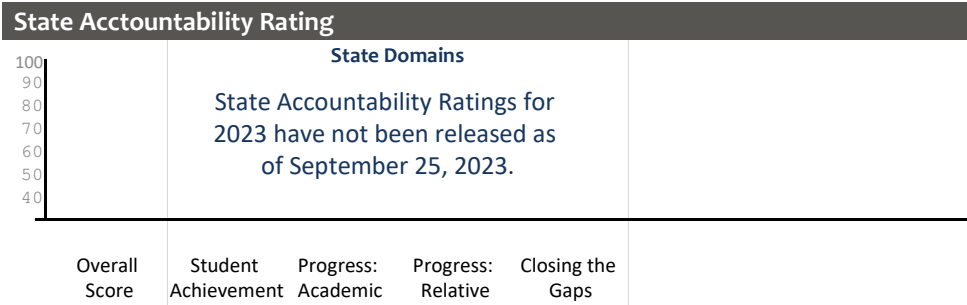 State Acctountability Rating
State Domains
100
90
80
70
60
50
40
State Accountability Ratings for
2023 have not been released as
of September 25, 2023.
Overall
Score
Student
Achievement
Progress:
Academic
Progress:
Relative
Closing the
Gaps